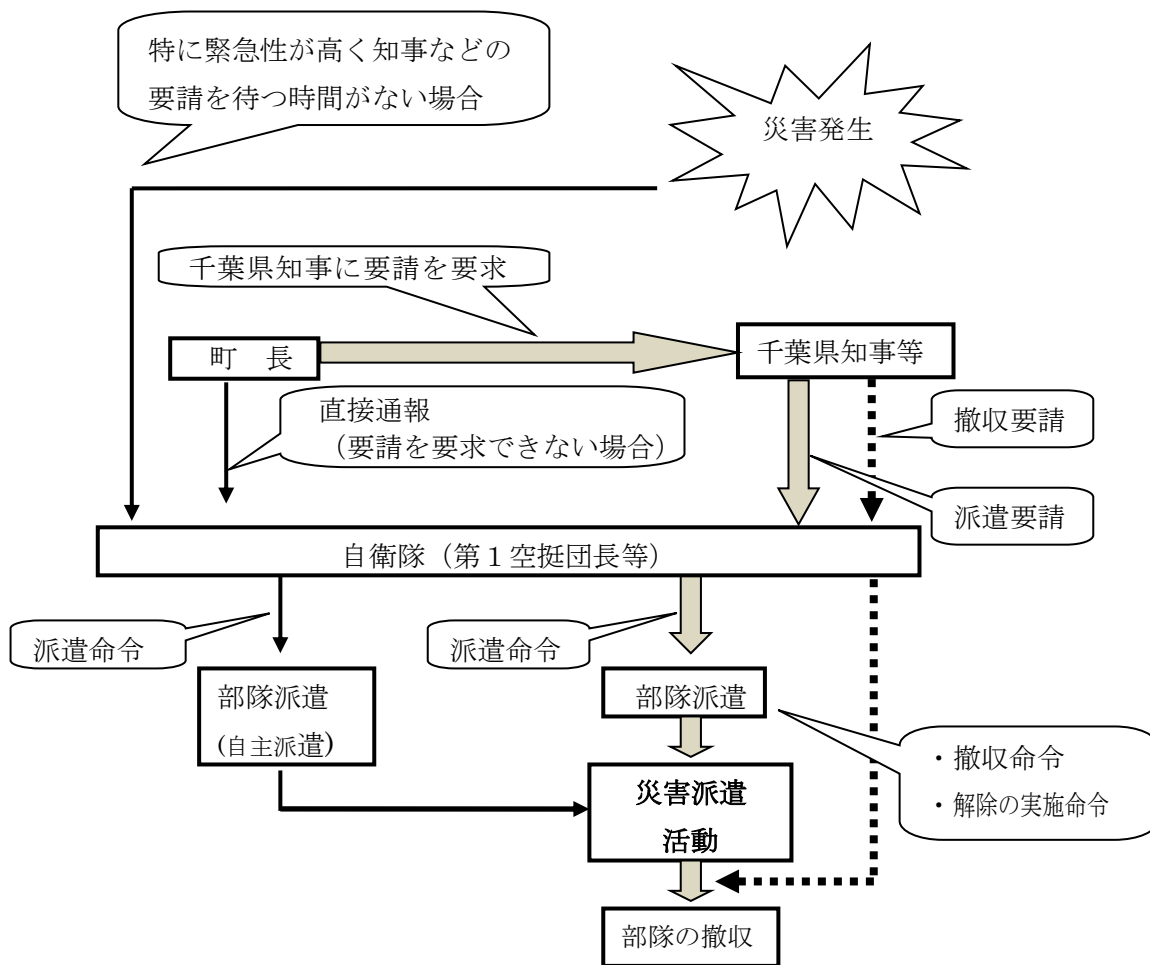 特に緊急性が高く知事などの
要請を待つ時間がない場合
災害発生
千葉県知事に要請を要求
町　長
千葉県知事等
直接通報
（要請を要求できない場合）
撤収要請
派遣要請
自衛隊（第１空挺団長等）
派遣命令
派遣命令
部隊派遣
(自主派遣)
部隊派遣
・撤収命令
・解除の実施命令
災害派遣
活動
部隊の撤収